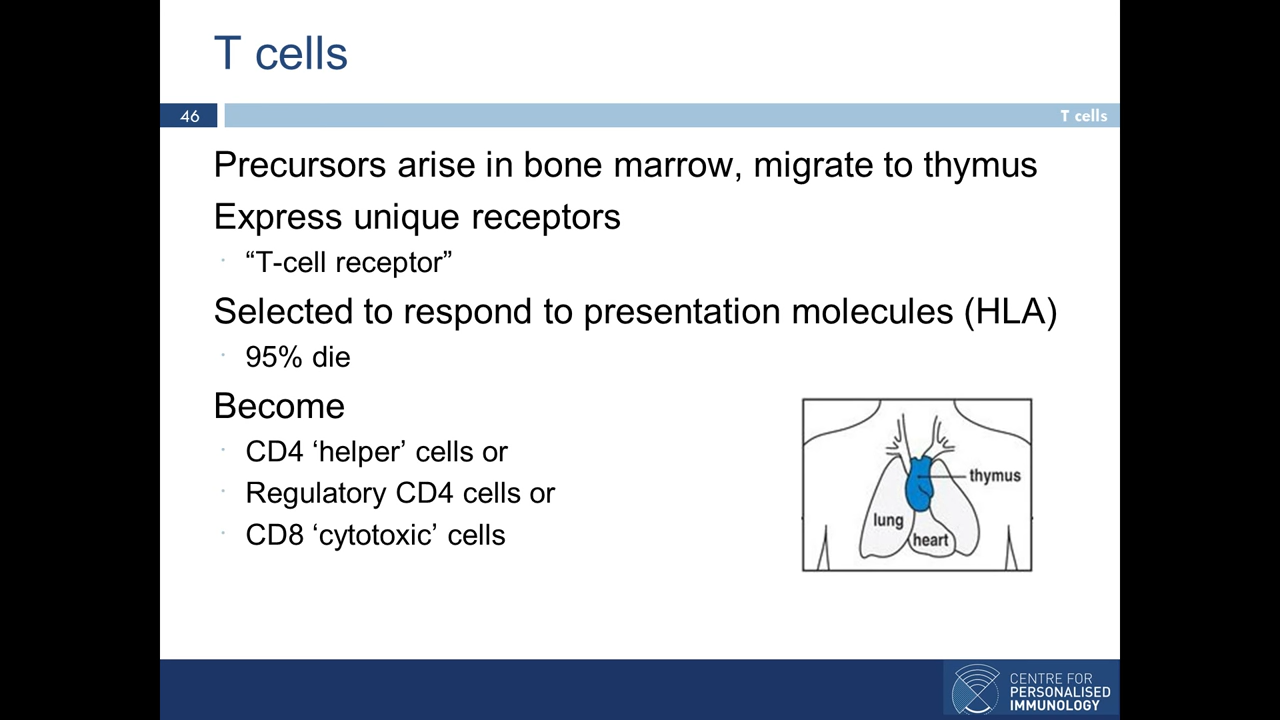 T cells
46
T cells
Precursors arise in bone marrow, migrate to thymus
Express unique receptors
“T-cell receptor”
Selected to respond to presentation molecules (HLA)
95% die
Become
CD4 ‘helper’ cells or
Regulatory CD4 cells or
CD8 ‘cytotoxic’ cells
thymus
lung
heart
CENTRE FOR
PERSONALISED
IMMUNOLOGY